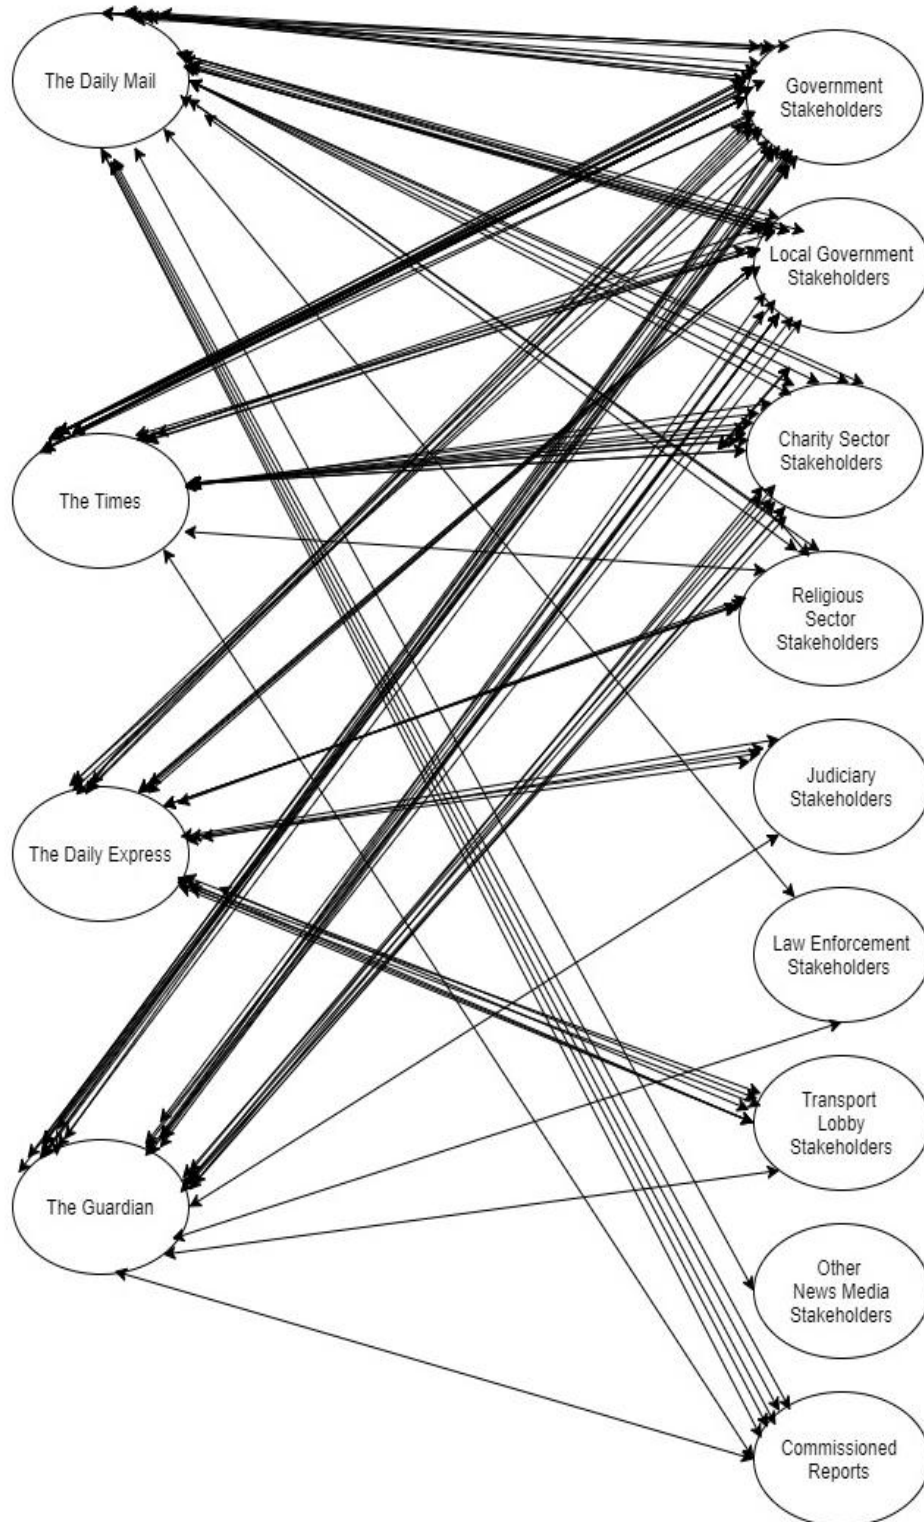 The Daily Mail
Government
Stakeholders
Local Government
Stakeholders
Charity Sector
Stakeholders
The Times
Religious
Sector
Stakeholders
Judiciary
Stakeholders
The Daily Express
Law Enforcement
Stakeholders
Transport
Lobby
Stakeholders
The Guardian
Other
News Media
Stakeholders
Commissioned
Reports